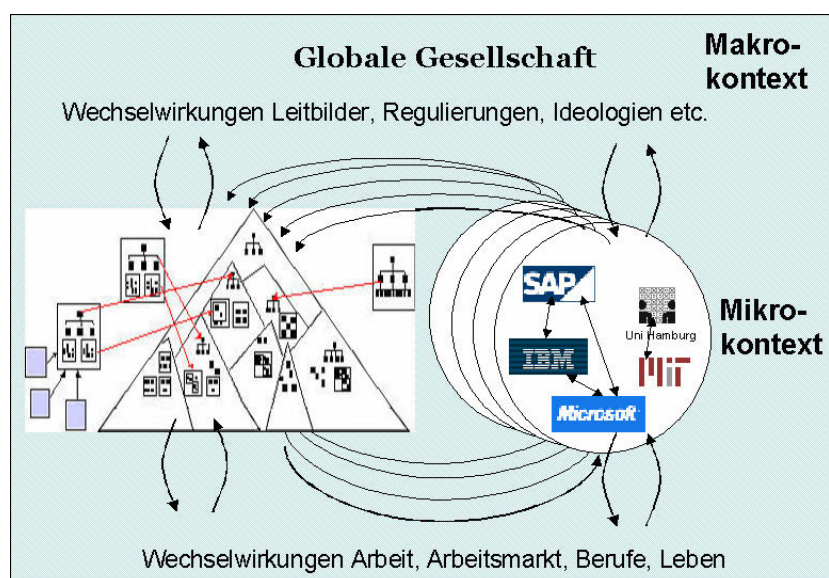 Globale Gesellschaft
Makro-
kontext
Wechselwirkungen Leitbilder, Regulierungen, Ideologien etc.
SAP
Uni Hamburg
Mikro-
kontext
IBM
MIT
Microsoft
Wechselwirkungen Arbeit, Arbeitsmarkt, Berufe, Leben